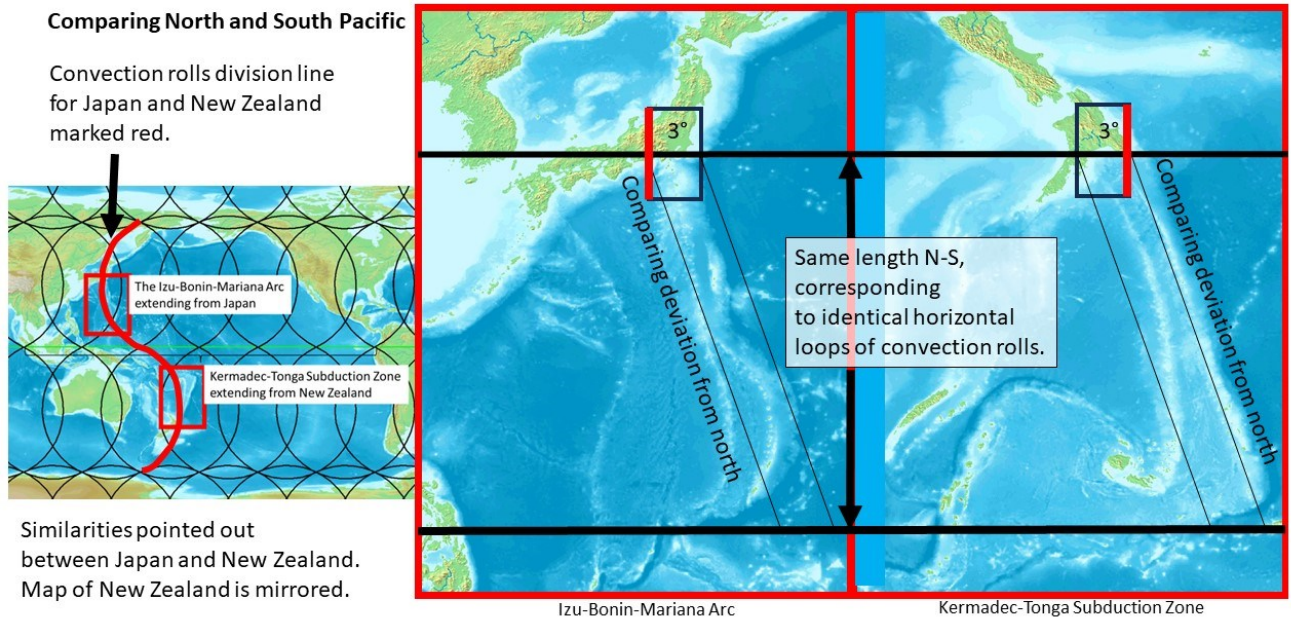 Comparing North and South Pacific
Convection rolls division line
for Japan and New Zealand
marked red.
The Izu-Bonin-Mariana Arc
extending from Japan
Kermadec-Tonga Subduction Zone
extending from New Zealand
Similarities pointed out
between Japan and New Zealand.
Map of New Zealand is mirrored.
3°
Comparing deviation from north
Same length N-S,
corresponding
to identical horizontal
loops of convection rolls.
3°
Comparing deviation from north
Izu-Bonin-Mariana Arc
Kermadec-Tonga Subduction Zone